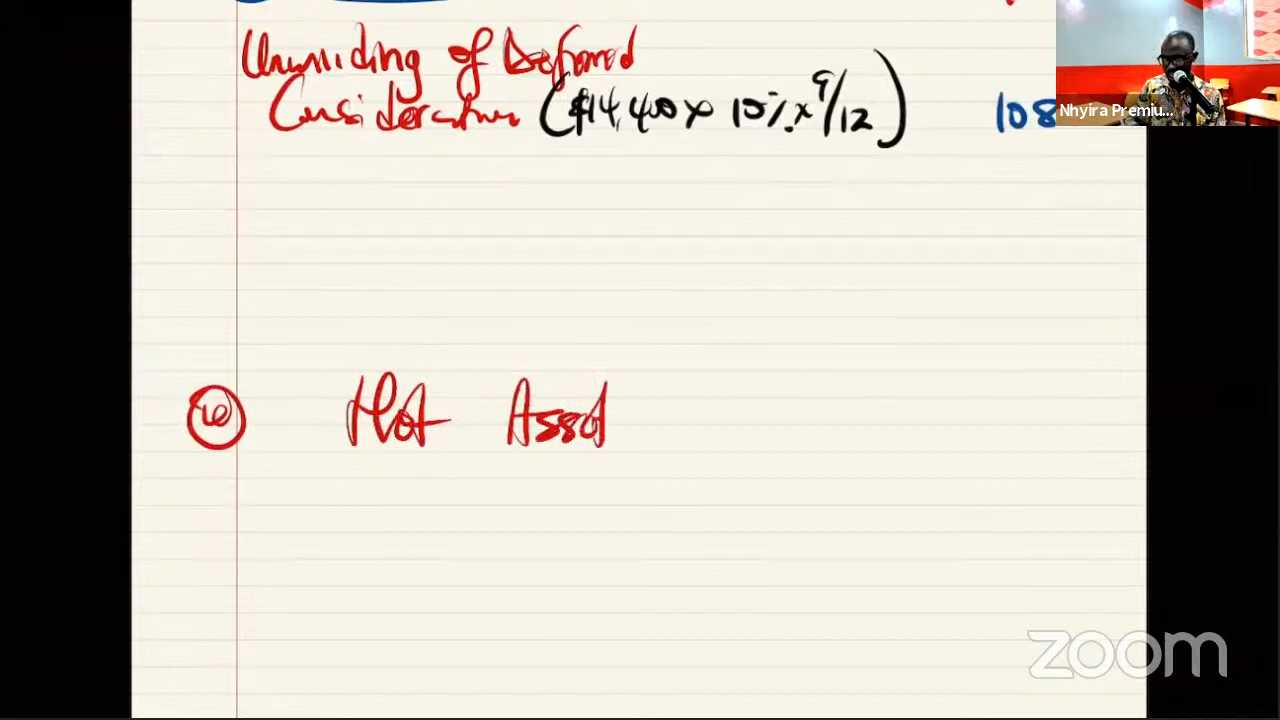 Unwinding of Deferred
Consideration ($14,400 x 10% x 9/12) 108
Nhyira Premiu...
Net Asset
zoom